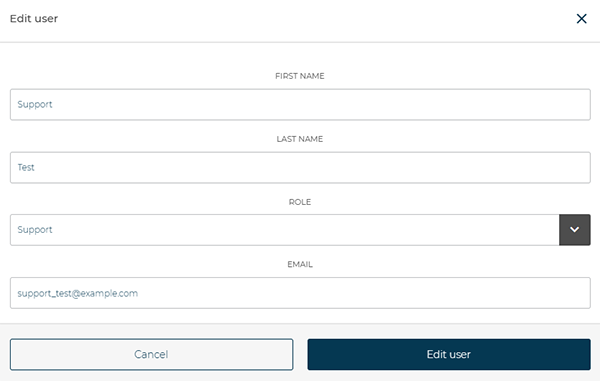 Edit user
FIRST NAME
Support
LAST NAME
Test
ROLE
Support
EMAIL
support_test@example.com
Cancel Edit user